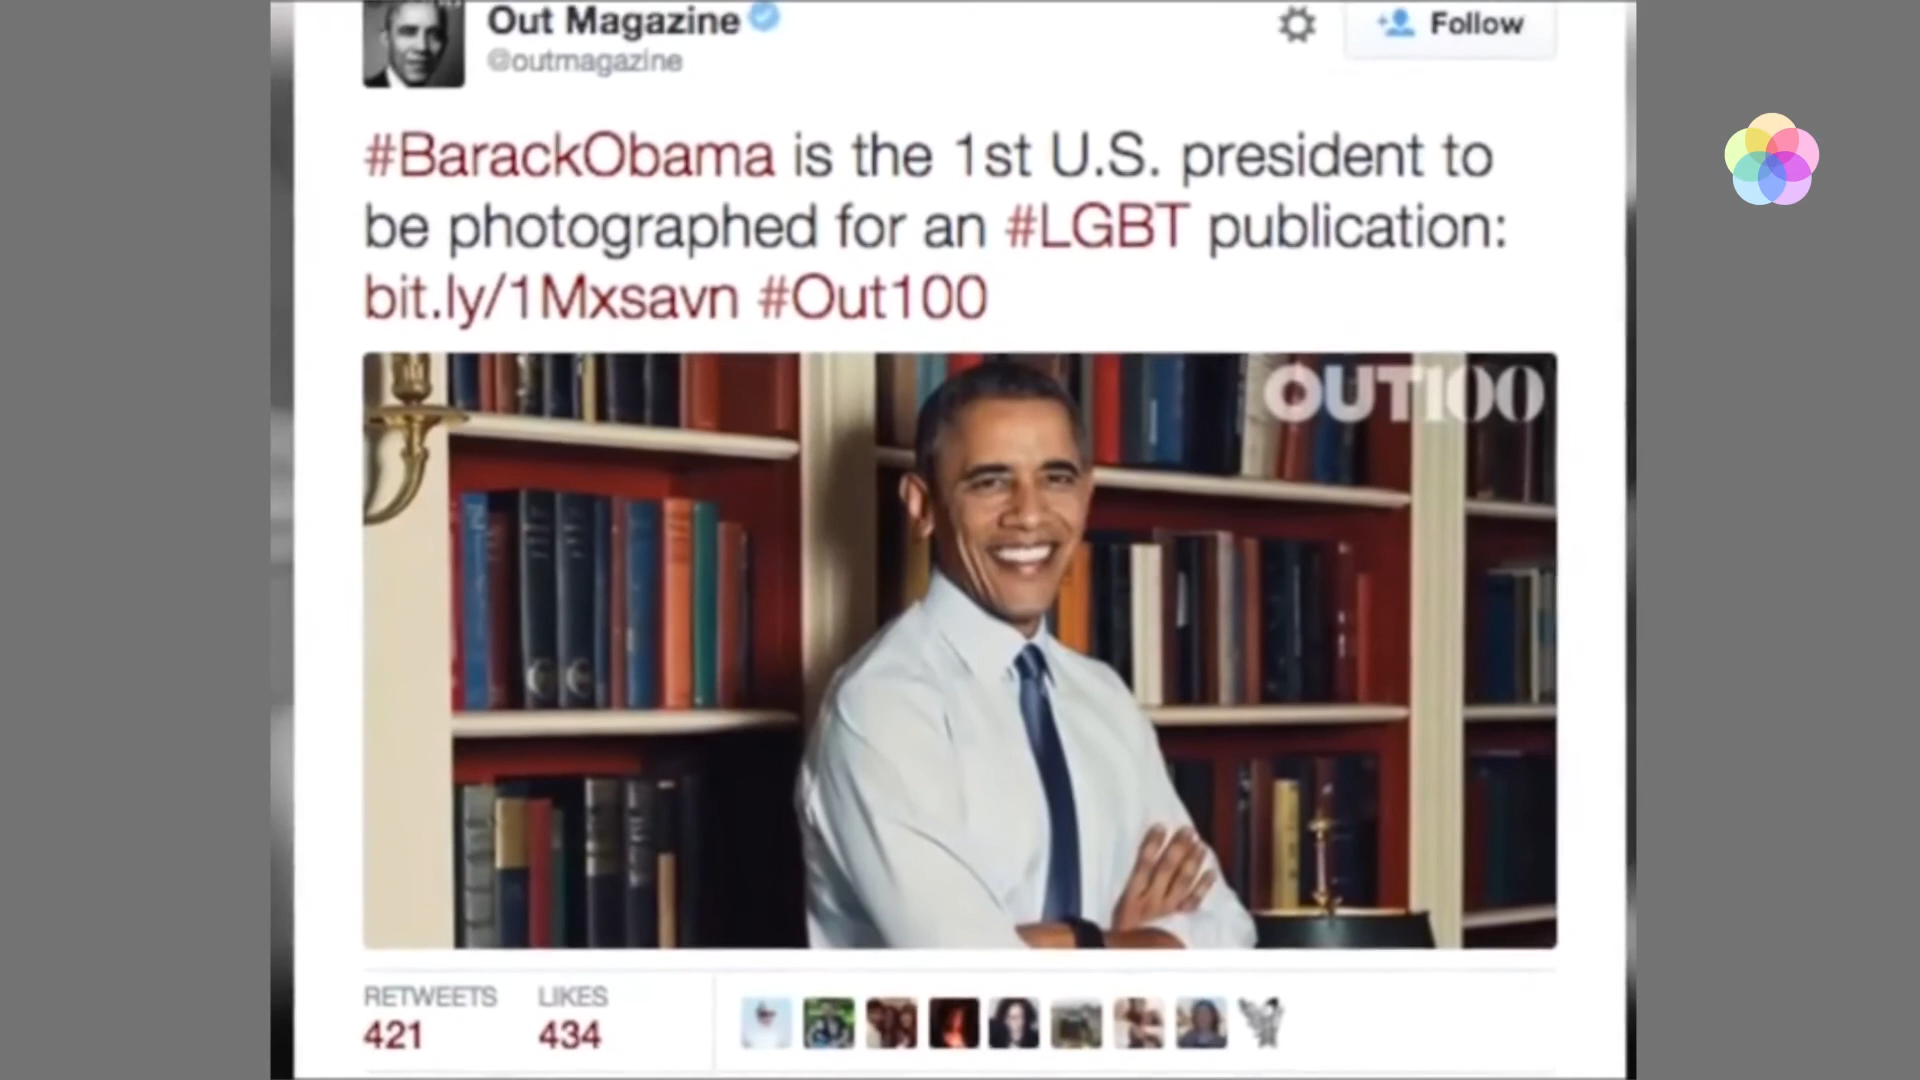 Out Magazine
@outmagazine
Follow
#BarackObama is the 1st U.S. president to
be photographed for an #LGBT publication:
bit.ly/1Mxsavn #Out100
OUT100
RETWEETS LIKES
421 434